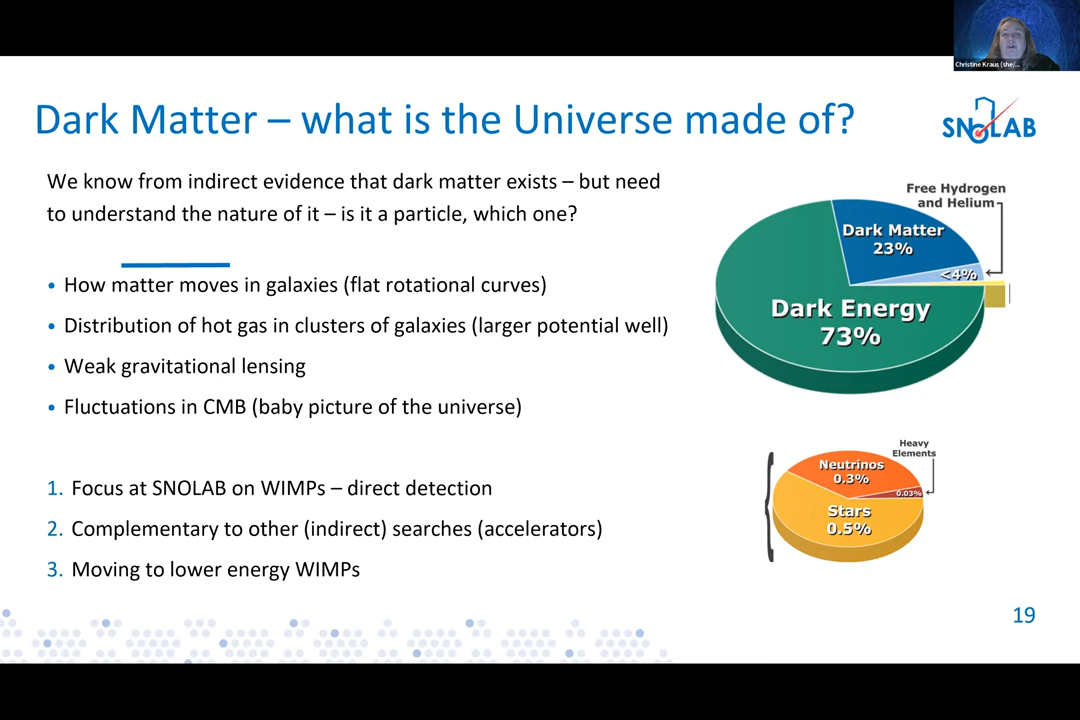 Christine Kraus (she/...
Dark Matter – what is the Universe made of?
SNOLAB
We know from indirect evidence that dark matter exists – but need
to understand the nature of it – is it a particle, which one?
• How matter moves in galaxies (flat rotational curves)
• Distribution of hot gas in clusters of galaxies (larger potential well)
• Weak gravitational lensing
• Fluctuations in CMB (baby picture of the universe)
1. Focus at SNOLAB on WIMPs – direct detection
2. Complementary to other (indirect) searches (accelerators)
3. Moving to lower energy WIMPs
Free Hydrogen
and Helium
Dark Matter
23%
<4%
Dark Energy
73%
Heavy
Elements
Neutrinos
0.3%
0.03%
Stars
0.5%
19